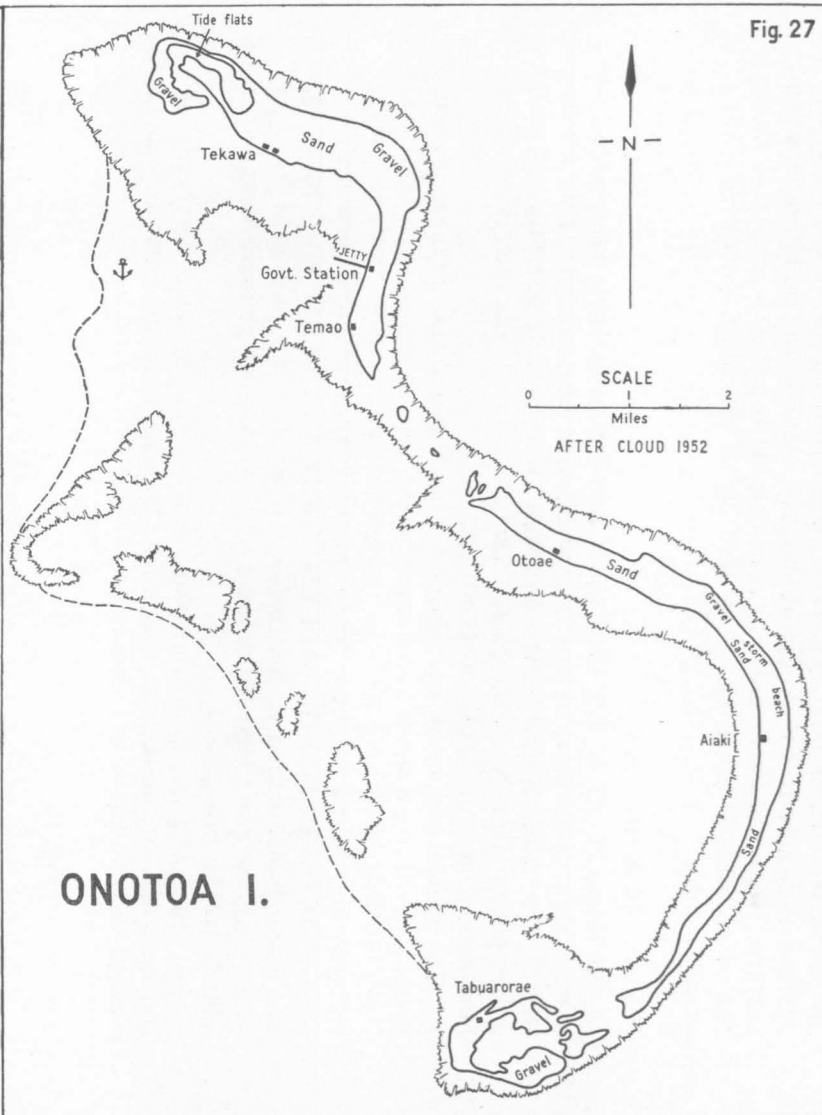 Fig. 27
Tide flats
Gravel
Sand
Gravel
Tekawa
N
JETTY
Govt. Station
Temao
SCALE
0 1 2
Miles
AFTER CLOUD 1952
Otoae
Sand
Gravel storm beach
Sand
Aiaki
Sand
ONOTOA I.
Tabuarorae
Gravel